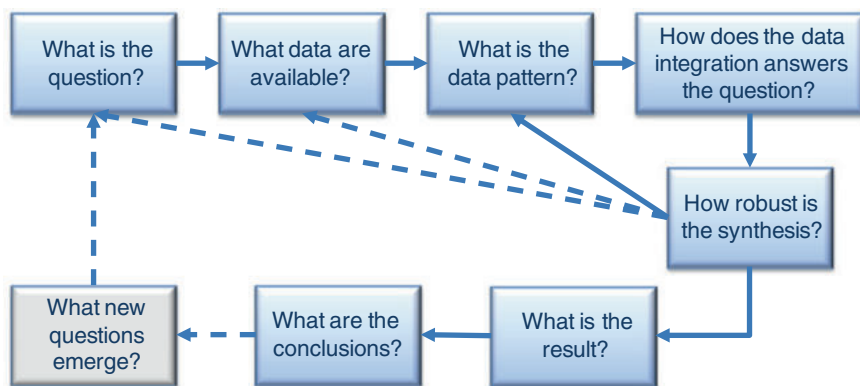 What is the
question?
What data are
available?
What is the
data pattern?
How does the data
integration answers
the question?
How robust is
the synthesis?
What new
questions
emerge?
What are the
conclusions?
What is the
result?